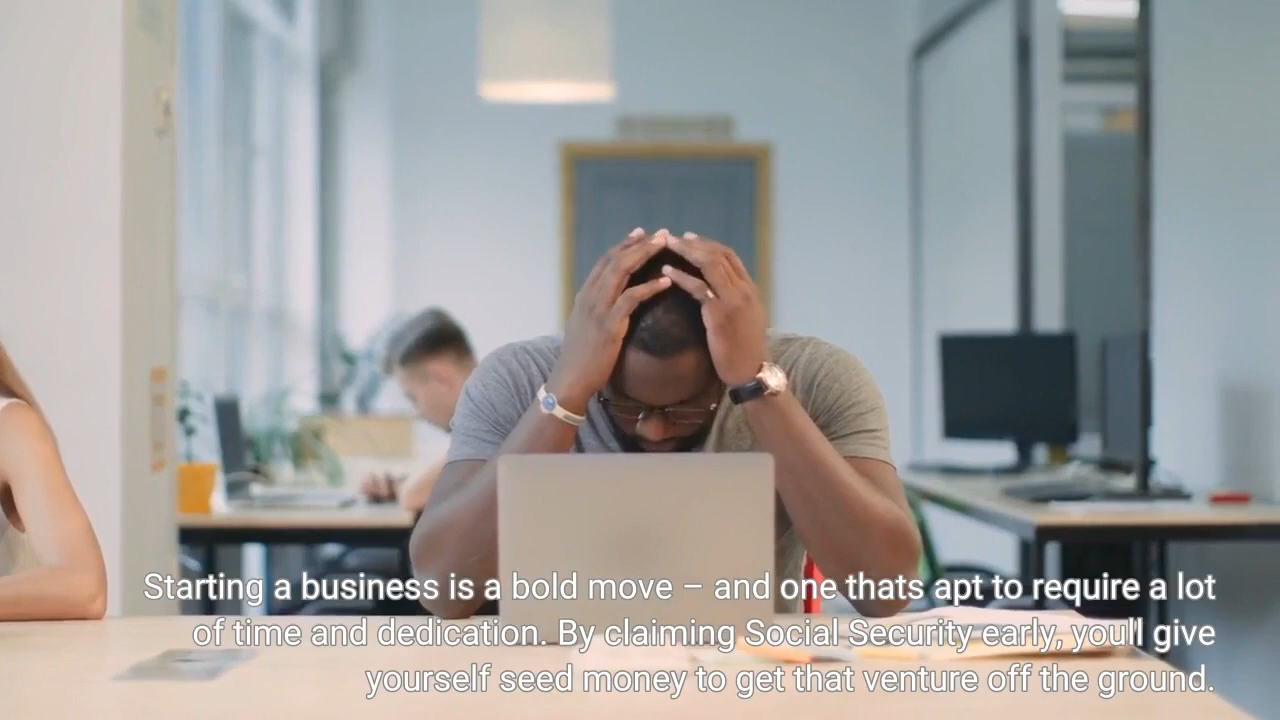 Starting a business is a bold move – and one thats apt to require a lot
of time and dedication. By claiming Social Security early, youll give
yourself seed money to get that venture off the ground.